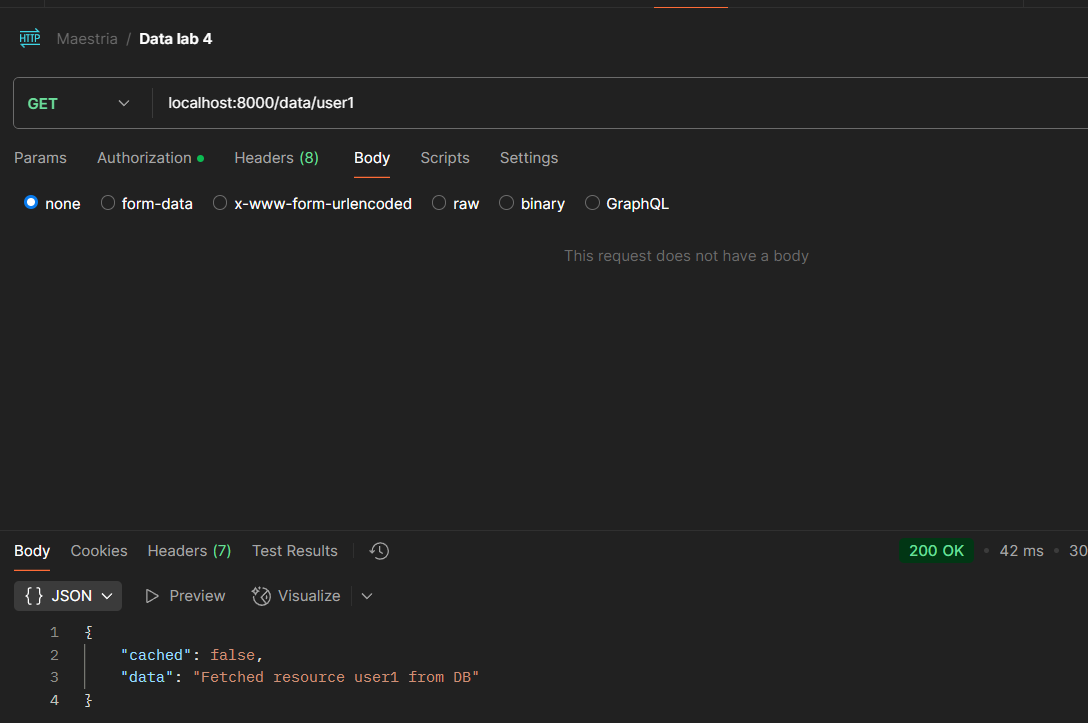 HTTP Maestria / Data lab 4
GET localhost:8000/data/user1
Params Authorization Headers (8) Body Scripts Settings
none form-data x-www-form-urlencoded raw binary GraphQL
This request does not have a body
Body Cookies Headers (7) Test Results 200 OK • 42 ms • 30
{} JSON Preview Visualize
1 {
2 "cached": false,
3 "data": "Fetched resource user1 from DB"
4 }